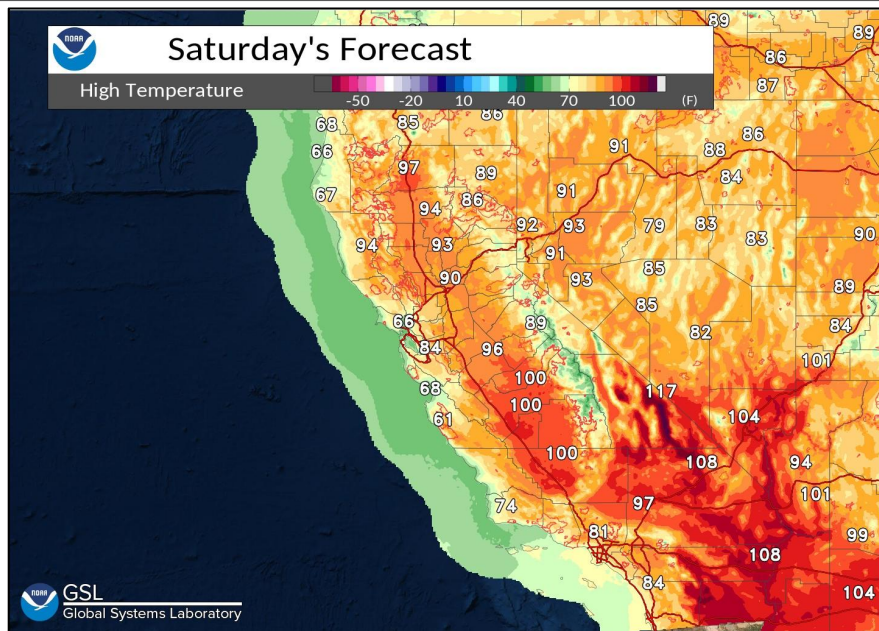 NOAA
Saturday's Forecast
High Temperature
-50 -20 10 40 70 100 (F)
89
89
86
87
68 85 86
66 91 88 86
97 89 84
67 86 91
94 92 93 79 83
94 93 91 83 90
90 93 85 89
85
66 89 82 84
84 96 101
68 100 117
61 100 104
100 108 94
74 97 101
81 99
108
84 104
NOAA GSL
Global Systems Laboratory